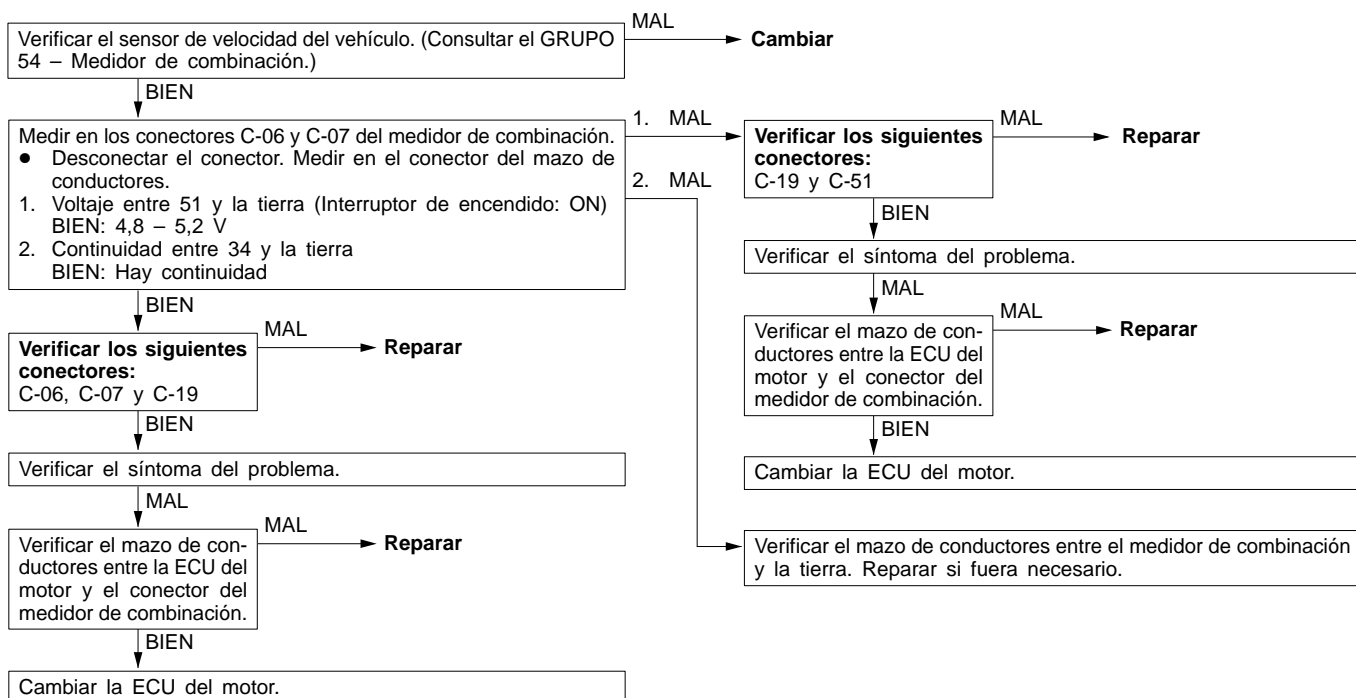 Verificar el sensor de velocidad del vehículo. (Consultar el GRUPO
54 – Medidor de combinación.)
MAL
Cambiar
BIEN
Medir en los conectores C-06 y C-07 del medidor de combinación.
● Desconectar el conector. Medir en el conector del mazo de
conductores.
1. Voltaje entre 51 y la tierra (Interruptor de encendido: ON)
BIEN: 4,8 – 5,2 V
2. Continuidad entre 34 y la tierra
BIEN: Hay continuidad
1. MAL
2. MAL
Verificar los siguientes
conectores:
C-19 y C-51
MAL
Reparar
BIEN
Verificar el síntoma del problema.
MAL
Verificar el mazo de con-
ductores entre la ECU del
motor y el conector del
medidor de combinación.
MAL
Reparar
BIEN
Cambiar la ECU del motor.
Verificar el mazo de conductores entre el medidor de combinación
y la tierra. Reparar si fuera necesario.
BIEN
Verificar los siguientes
conectores:
C-06, C-07 y C-19
MAL
Reparar
BIEN
Verificar el síntoma del problema.
MAL
Verificar el mazo de con-
ductores entre la ECU del
motor y el conector del
medidor de combinación.
MAL
Reparar
BIEN
Cambiar la ECU del motor.